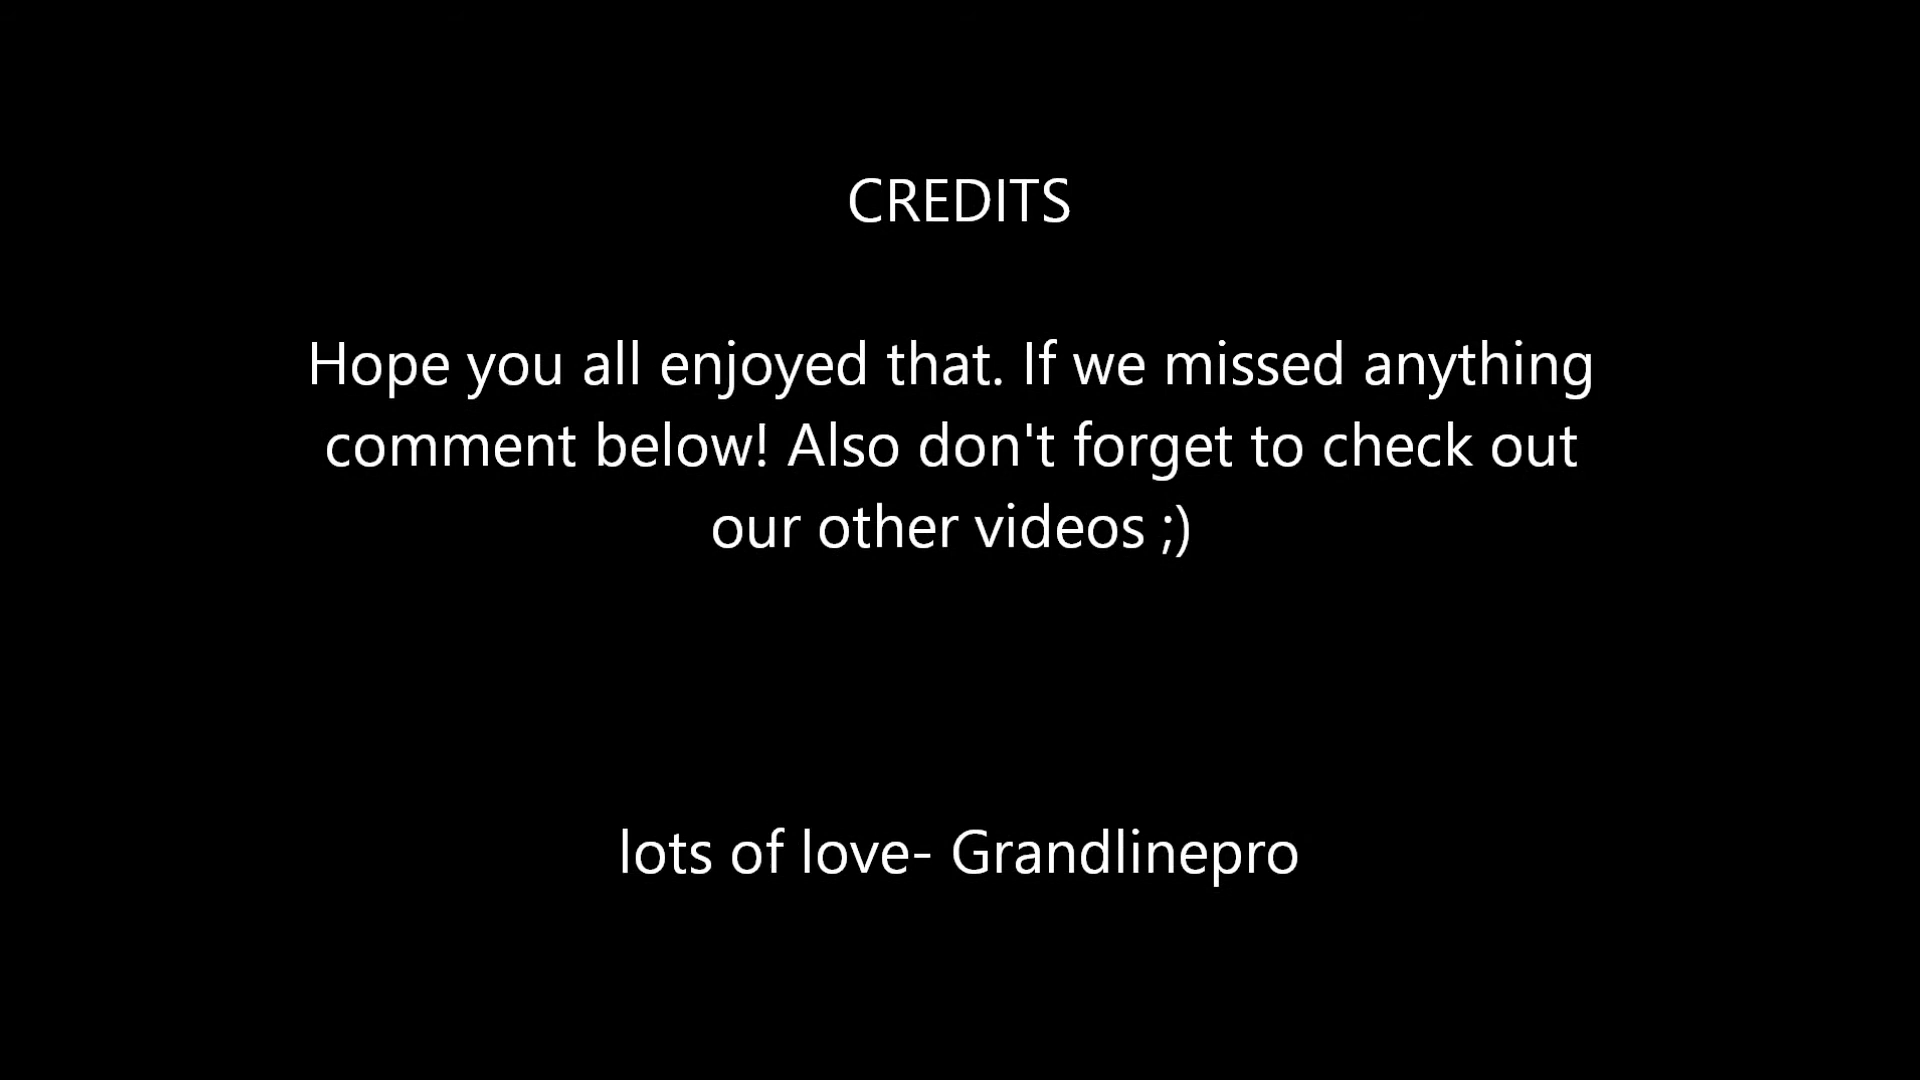 CREDITS
Hope you all enjoyed that. If we missed anything
comment below! Also don't forget to check out
our other videos ;)
lots of love- Grandlinepro